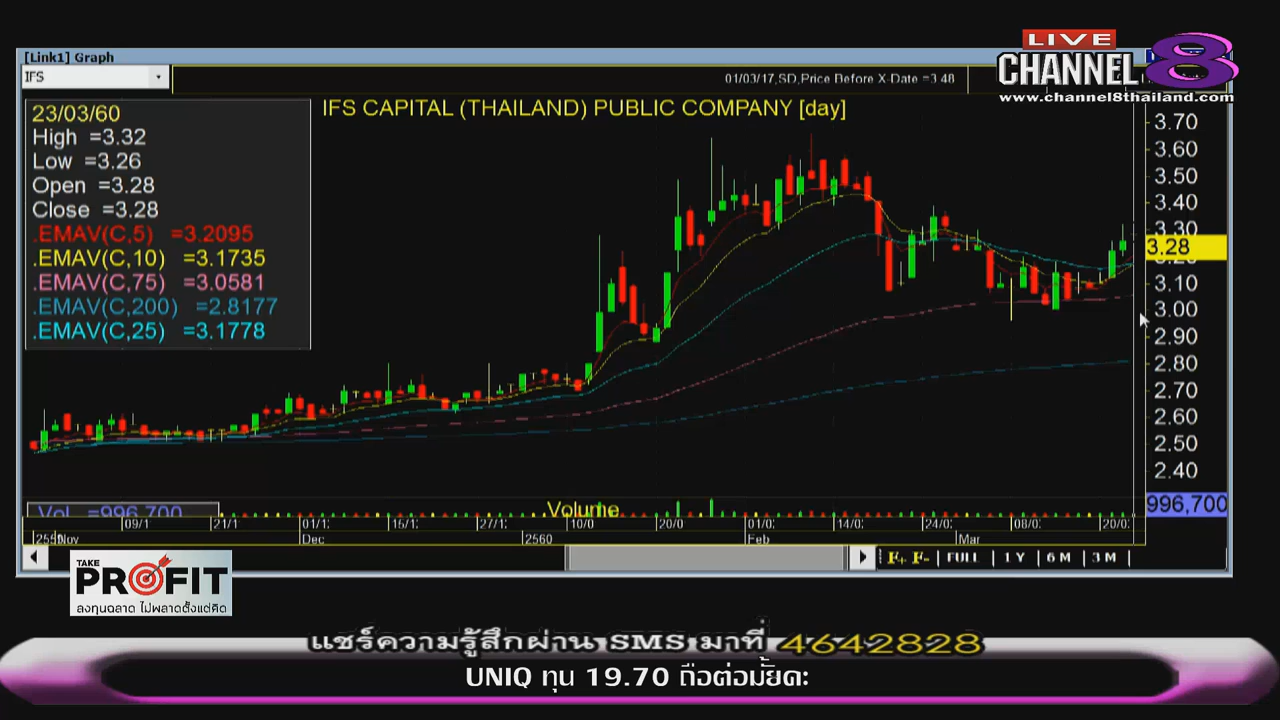 [Link1] Graph
IFS
01/03/17,SD,Price Before X-Date =3.48
LIVE
CHANNEL 8
www.channel8thailand.com
IFS CAPITAL (THAILAND) PUBLIC COMPANY [day]
23/03/60
High =3.32
Low =3.26
Open =3.28
Close =3.28
.EMAV(C,5) =3.2095
.EMAV(C,10) =3.1735
.EMAV(C,75) =3.0581
.EMAV(C,200) =2.8177
.EMAV(C,25) =3.1778
3.70
3.60
3.50
3.40
3.30
3.28
3.10
3.00
2.90
2.80
2.70
2.60
2.50
2.40
Vol =996,700
Volume
996,700
09/1 21/1 01/1 15/1 27/1 10/0 20/0 01/0 14/0 24/0 08/0 20/0
Nov Dec 2560 Feb Mar
F+ F- FULL 1 Y 6 M 3 M
TAKE
PROFIT
ลงทุนฉลาด ไม่พลาดตั้งแต่คิด
แชร์ความรู้สึกผ่าน SMS มาที่ 4642828
UNIQ ทุน 19.70 ถือต่อมั้ยคะ